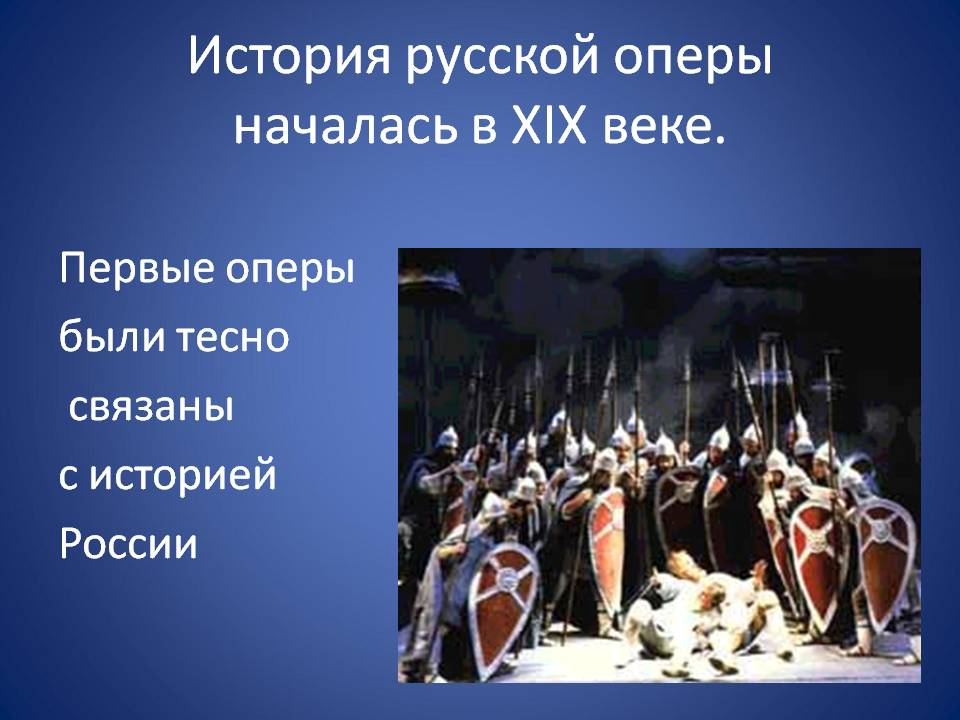 История русской оперы
началась в XIX веке.
Первые оперы
были тесно
связаны
с историей
России